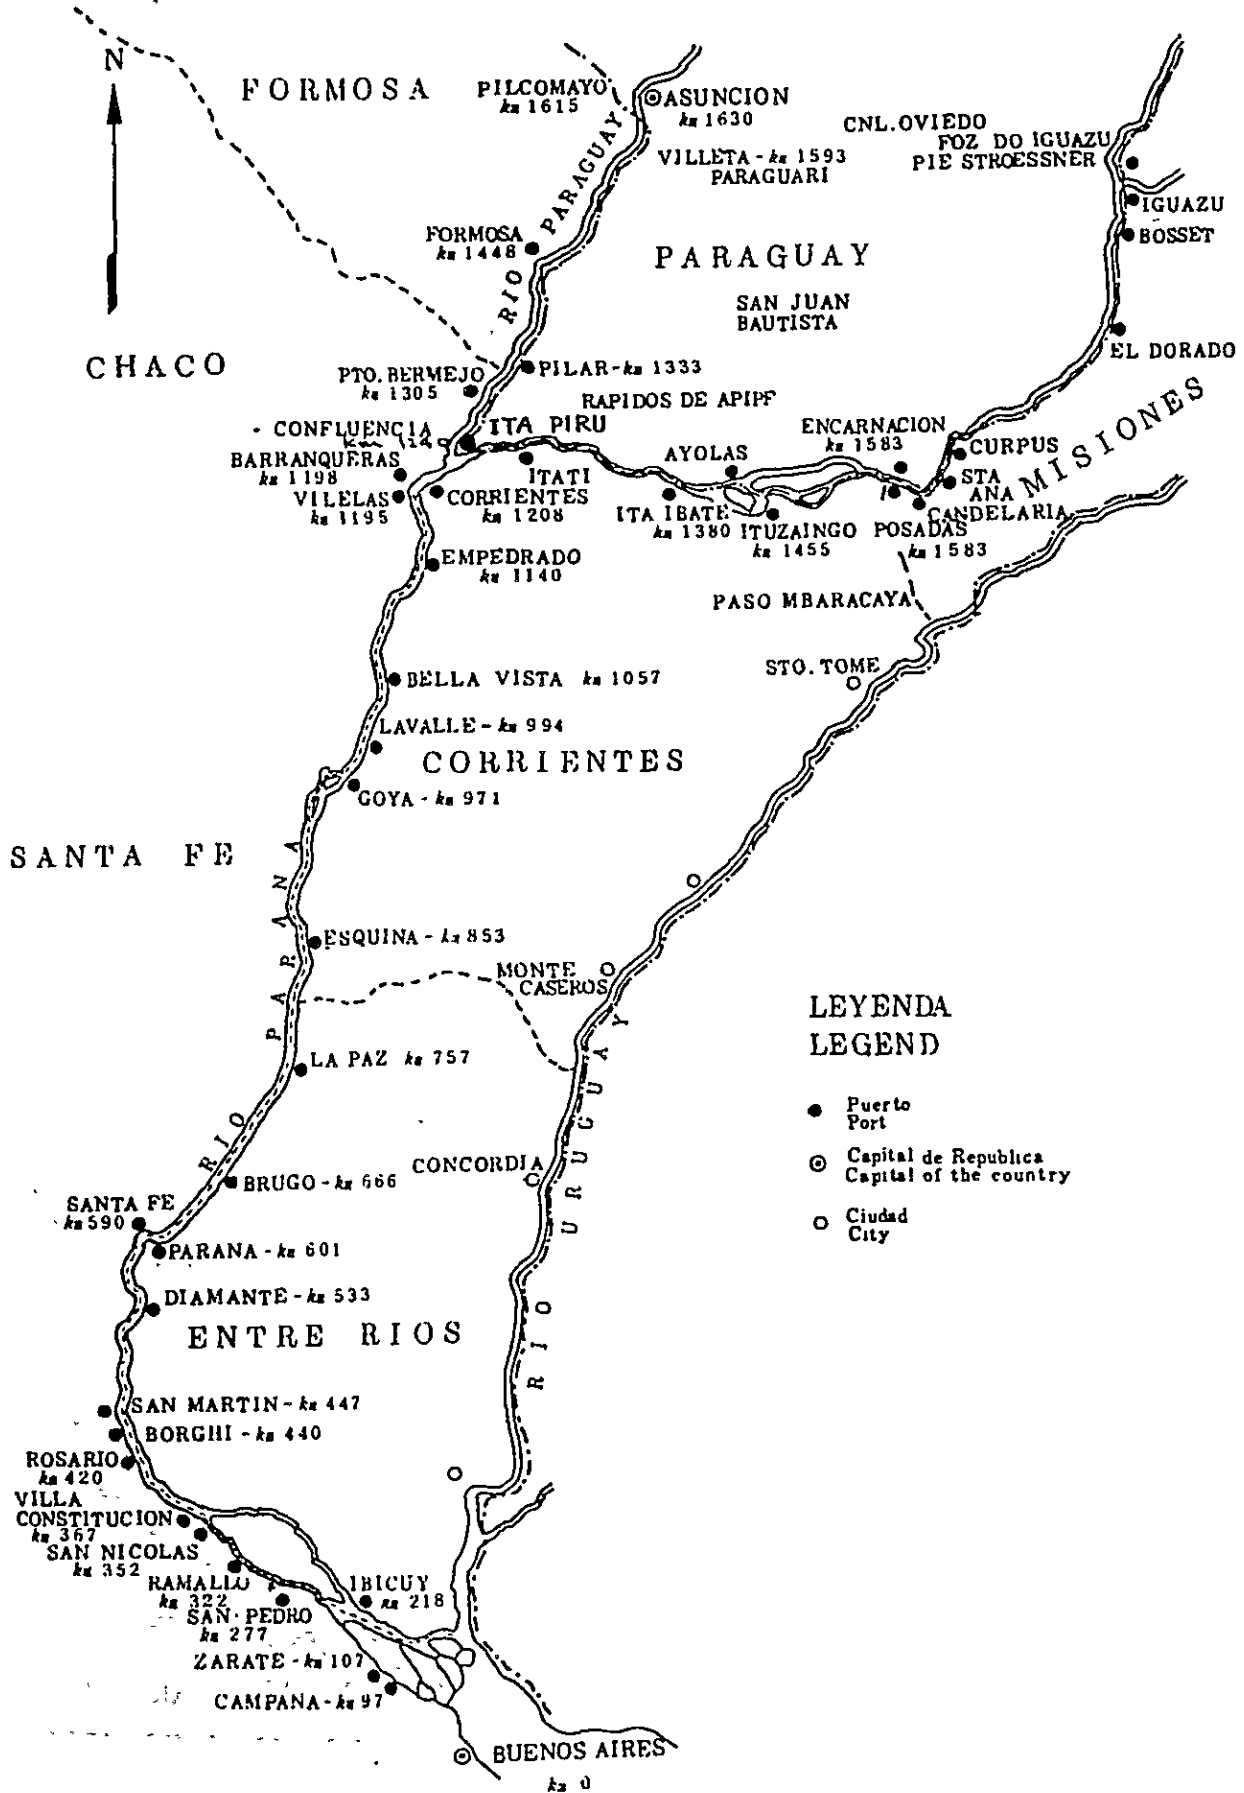 N
FORMOSA
PILCOMAYO
km 1615
ASUNCION
km 1630
CNL. OVIEDO
FOZ DO IGUAZU
PIE STROESSNER
VILLETA - km 1593
PARAGUARI
IGUAZU
BOSSET
FORMOSA
km 1448
RIO PARAGUAY
PARAGUAY
SAN JUAN
BAUTISTA
EL DORADO
CHACO
PTO. BERMEJO
km 1305
PILAR - km 1333
RAPIDOS DE APIPE
MISIONES
CONFLUENCIA
ITA PIRU
ENCARNACION
km 1583
CURPUS
BARRANQUERAS
km 1198
ITATI
AYOLAS
STA
ANA
VILELAS
km 1195
CORRIENTES
km 1208
ITA IBATE
km 1380
ITUZAINGO
km 1455
POSADAS
km 1583
CANDELARIA
EMPEDRADO
km 1140
PASO MBARACAYA
BELLA VISTA km 1057
STO. TOME
LAVALLE - km 994
CORRIENTES
GOYA - km 971
SANTA FE
RIO PARANA
ESQUINA - km 853
MONTE
CASEROS
LA PAZ km 757
RIO URUGUAY
LEYENDA
LEGEND
Puerto
Port
Capital de Republica
Capital of the country
Ciudad
City
CONCORDIA
BRUGO - km 666
SANTA FE
km 590
PARANA - km 601
DIAMANTE - km 533
ENTRE RIOS
SAN MARTIN - km 447
BORGHI - km 440
ROSARIO
km 420
VILLA
CONSTITUCION
km 367
SAN NICOLAS
km 352
RAMALLO
km 322
IBICUY
km 218
SAN PEDRO
km 277
ZARATE - km 107
CAMPANA - km 97
BUENOS AIRES
km 0